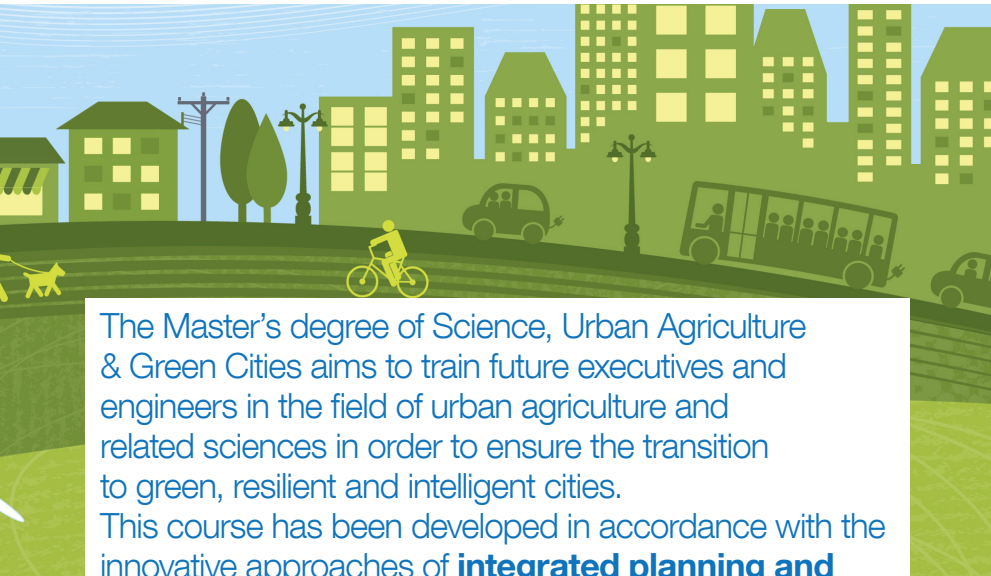 The Master's degree of Science, Urban Agriculture
& Green Cities aims to train future executives and
engineers in the field of urban agriculture and
related sciences in order to ensure the transition
to green, resilient and intelligent cities.
This course has been developed in accordance with the
innovative approaches of integrated planning and